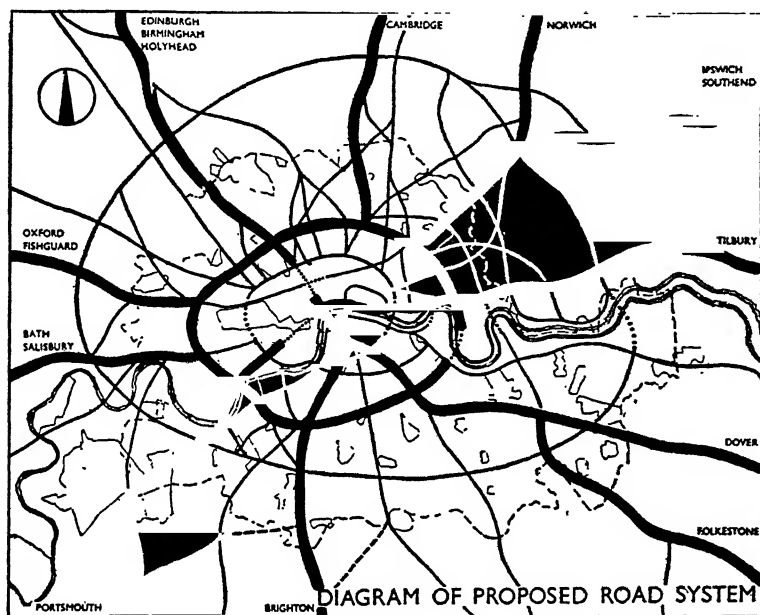 EDINBURGH
BIRMINGHAM
HOLYHEAD
CAMBRIDGE
NORWICH
IPSWICH
SOUTHEND
OXFORD
FISHGUARD
TILBURY
BATH
SALISBURY
DOVER
FOLKESTONE
PORTSMOUTH
BRIGHTON
DIAGRAM OF PROPOSED ROAD SYSTEM